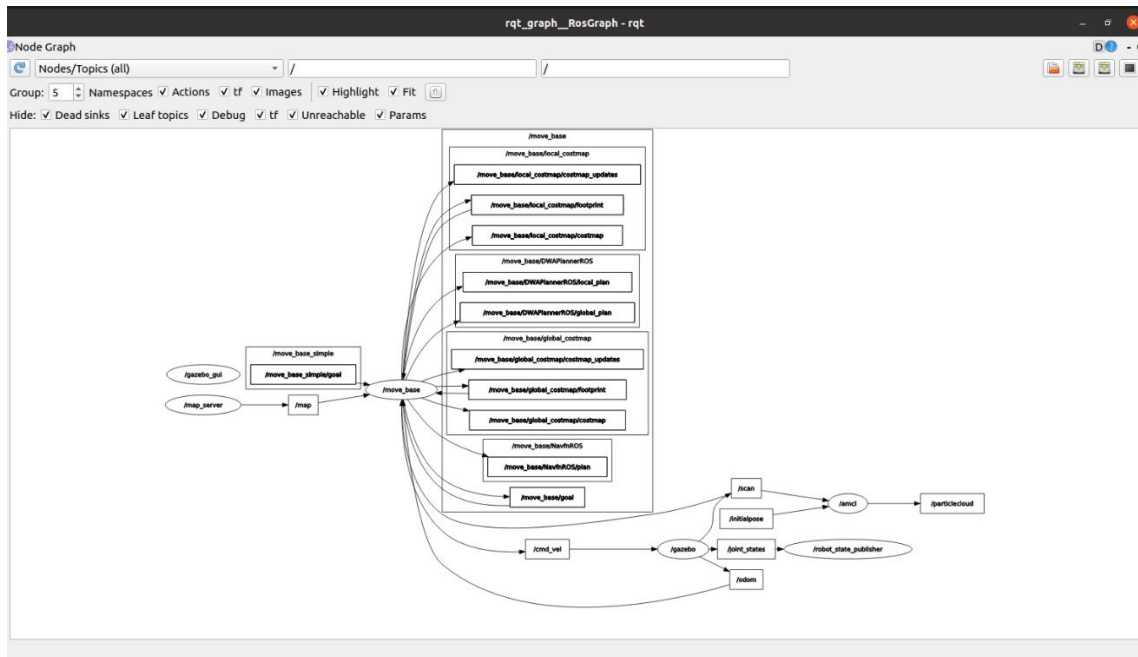 rqt_graph__RosGraph - rqt
Node Graph
D
Nodes/Topics (all)
/
/
Group: 5 Namespaces Actions tf Images Highlight Fit
Hide: Dead sinks Leaf topics Debug tf Unreachable Params
/move_base
/move_base/local_costmap
/move_base/local_costmap/costmap_updates
/move_base/local_costmap/footprint
/move_base/local_costmap/costmap
/move_base/DWAPlannerROS
/move_base/DWAPlannerROS/local_plan
/move_base/DWAPlannerROS/global_plan
/move_base/global_costmap
/move_base/global_costmap/costmap_updates
/move_base/global_costmap/footprint
/move_base/global_costmap/costmap
/move_base/NavfnROS
/move_base/NavfnROS/plan
/move_base/goal
/move_base_simple
/gazebo_gui
/move_base_simple/goal
/move_base
/map_server
/map
/scan
/initialpose
/amcl
/particlecloud
/cmd_vel
/gazebo
/joint_states
/robot_state_publisher
/odom